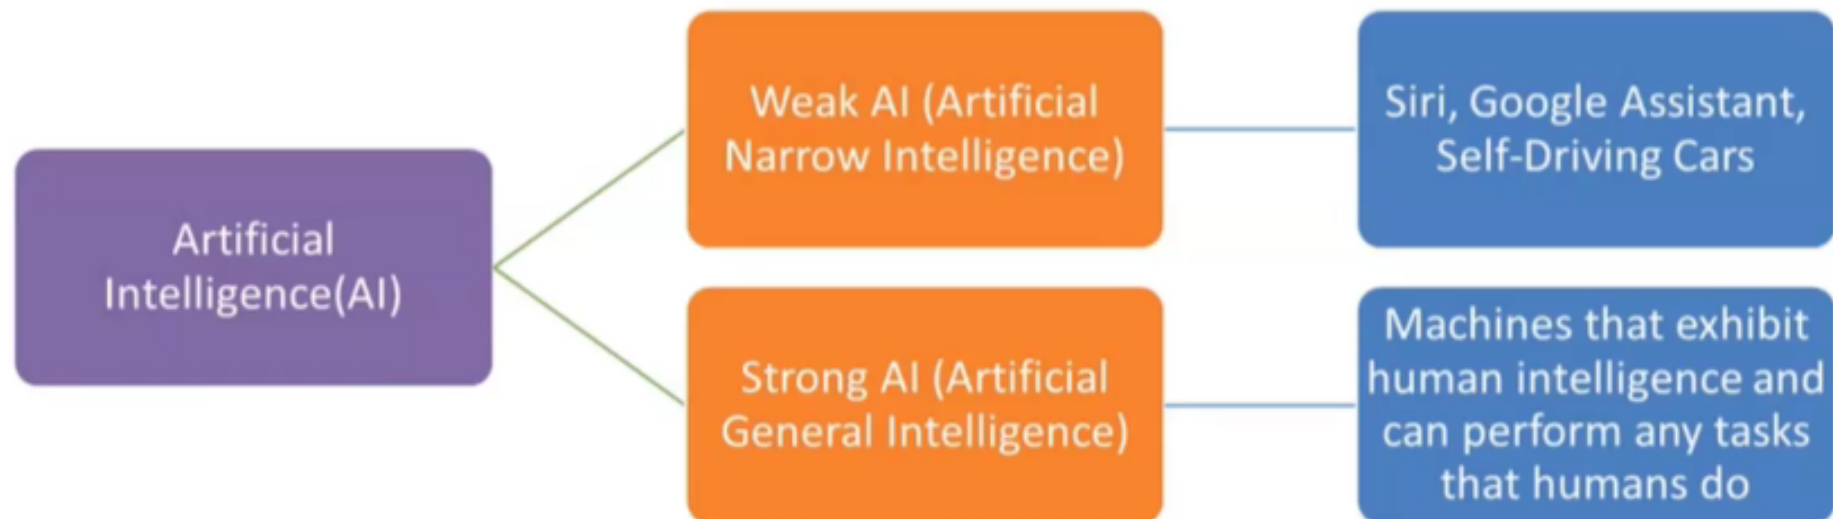 Artificial
Intelligence(AI)
Weak AI (Artificial
Narrow Intelligence)
Siri, Google Assistant,
Self-Driving Cars
Strong AI (Artificial
General Intelligence)
Machines that exhibit
human intelligence and
can perform any tasks
that humans do